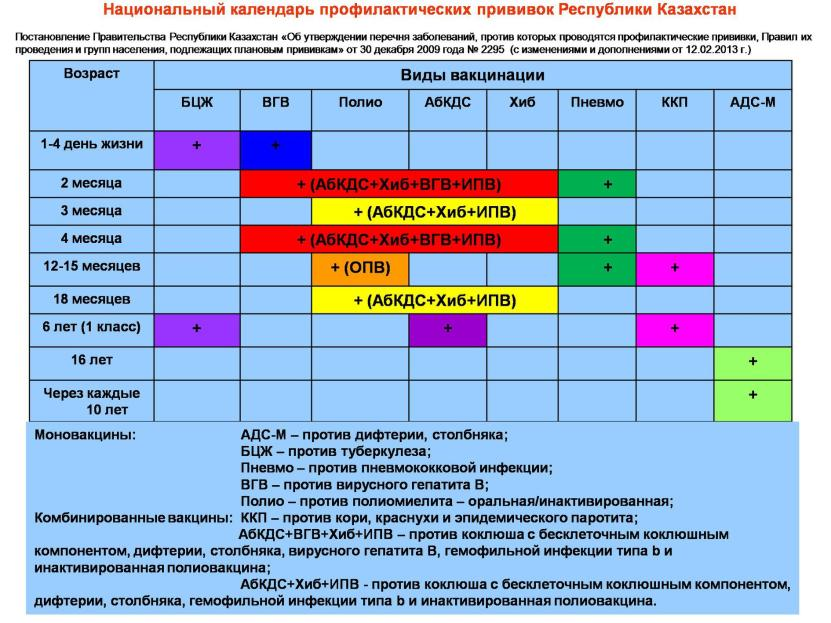 Национальный календарь профилактических прививок Республики Казахстан
Постановление Правительства Республики Казахстан «Об утверждении перечня заболеваний, против которых проводятся профилактические прививки, Правил их
проведения и групп населения, подлежащих плановым прививкам» от 30 декабря 2009 года № 2295 (с изменениями и дополнениями от 12.02.2013 г.)
Возраст Виды вакцинации
БЦЖ ВГВ Полио АбКДС Хиб Пневмо ККП АДС-М
1-4 день жизни + +
2 месяца + (АбКДС+Хиб+ВГВ+ИПВ) +
3 месяца + (АбКДС+Хиб+ИПВ)
4 месяца + (АбКДС+Хиб+ВГВ+ИПВ) +
12-15 месяцев + (ОПВ) + +
18 месяцев + (АбКДС+Хиб+ИПВ)
6 лет (1 класс) + + +
16 лет +
Через каждые +
10 лет
Моновакцины: АДС-М – против дифтерии, столбняка;
БЦЖ – против туберкулеза;
Пневмо – против пневмококковой инфекции;
ВГВ – против вирусного гепатита В;
Полио – против полиомиелита – оральная/инактивированная;
Комбинированные вакцины: ККП – против кори, краснухи и эпидемического паротита;
АбКДС+ВГВ+Хиб+ИПВ – против коклюша с бесклеточным коклюшным
компонентом, дифтерии, столбняка, вирусного гепатита В, гемофильной инфекции типа b и
инактивированная полиовакцина;
АбКДС+Хиб+ИПВ - против коклюша с бесклеточным коклюшным компонентом,
дифтерии, столбняка, гемофильной инфекции типа b и инактивированная полиовакцина.